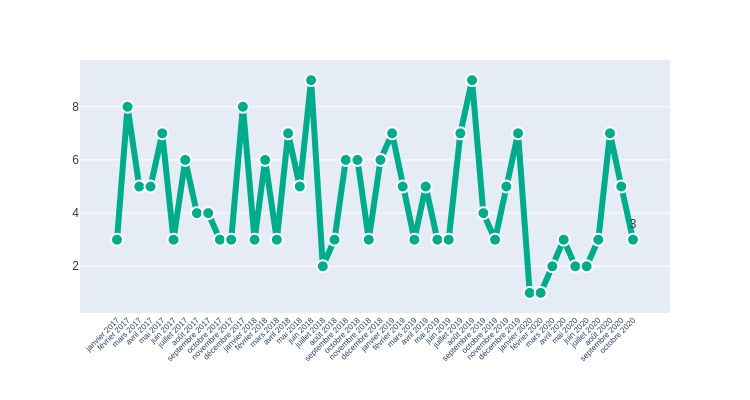 8
6
4
2
3
janvier 2017
février 2017
mars 2017
avril 2017
mai 2017
juin 2017
juillet 2017
août 2017
septembre 2017
octobre 2017
novembre 2017
décembre 2017
janvier 2018
février 2018
mars 2018
avril 2018
mai 2018
juin 2018
juillet 2018
août 2018
septembre 2018
octobre 2018
novembre 2018
décembre 2018
janvier 2019
février 2019
mars 2019
avril 2019
mai 2019
juin 2019
juillet 2019
août 2019
septembre 2019
octobre 2019
novembre 2019
décembre 2019
janvier 2020
février 2020
mars 2020
avril 2020
mai 2020
juin 2020
juillet 2020
août 2020
septembre 2020
octobre 2020